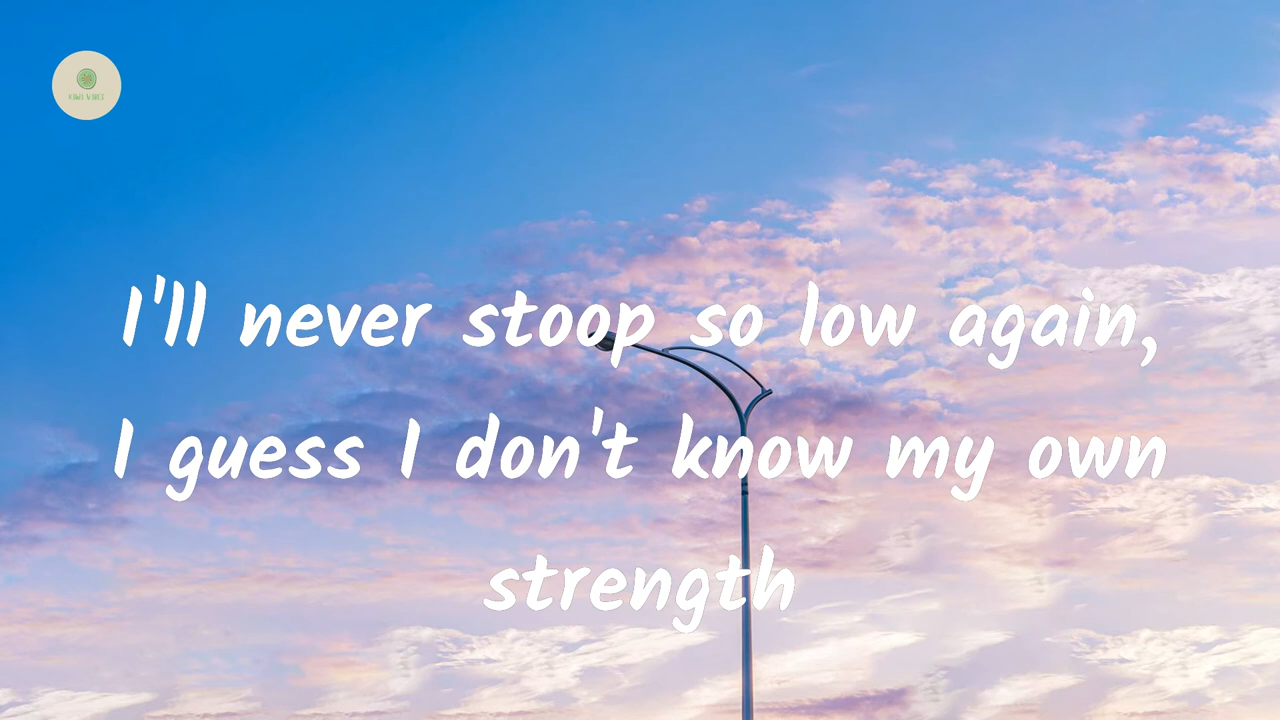 I'll never stoop so low again,
I guess I don't know my own
strength